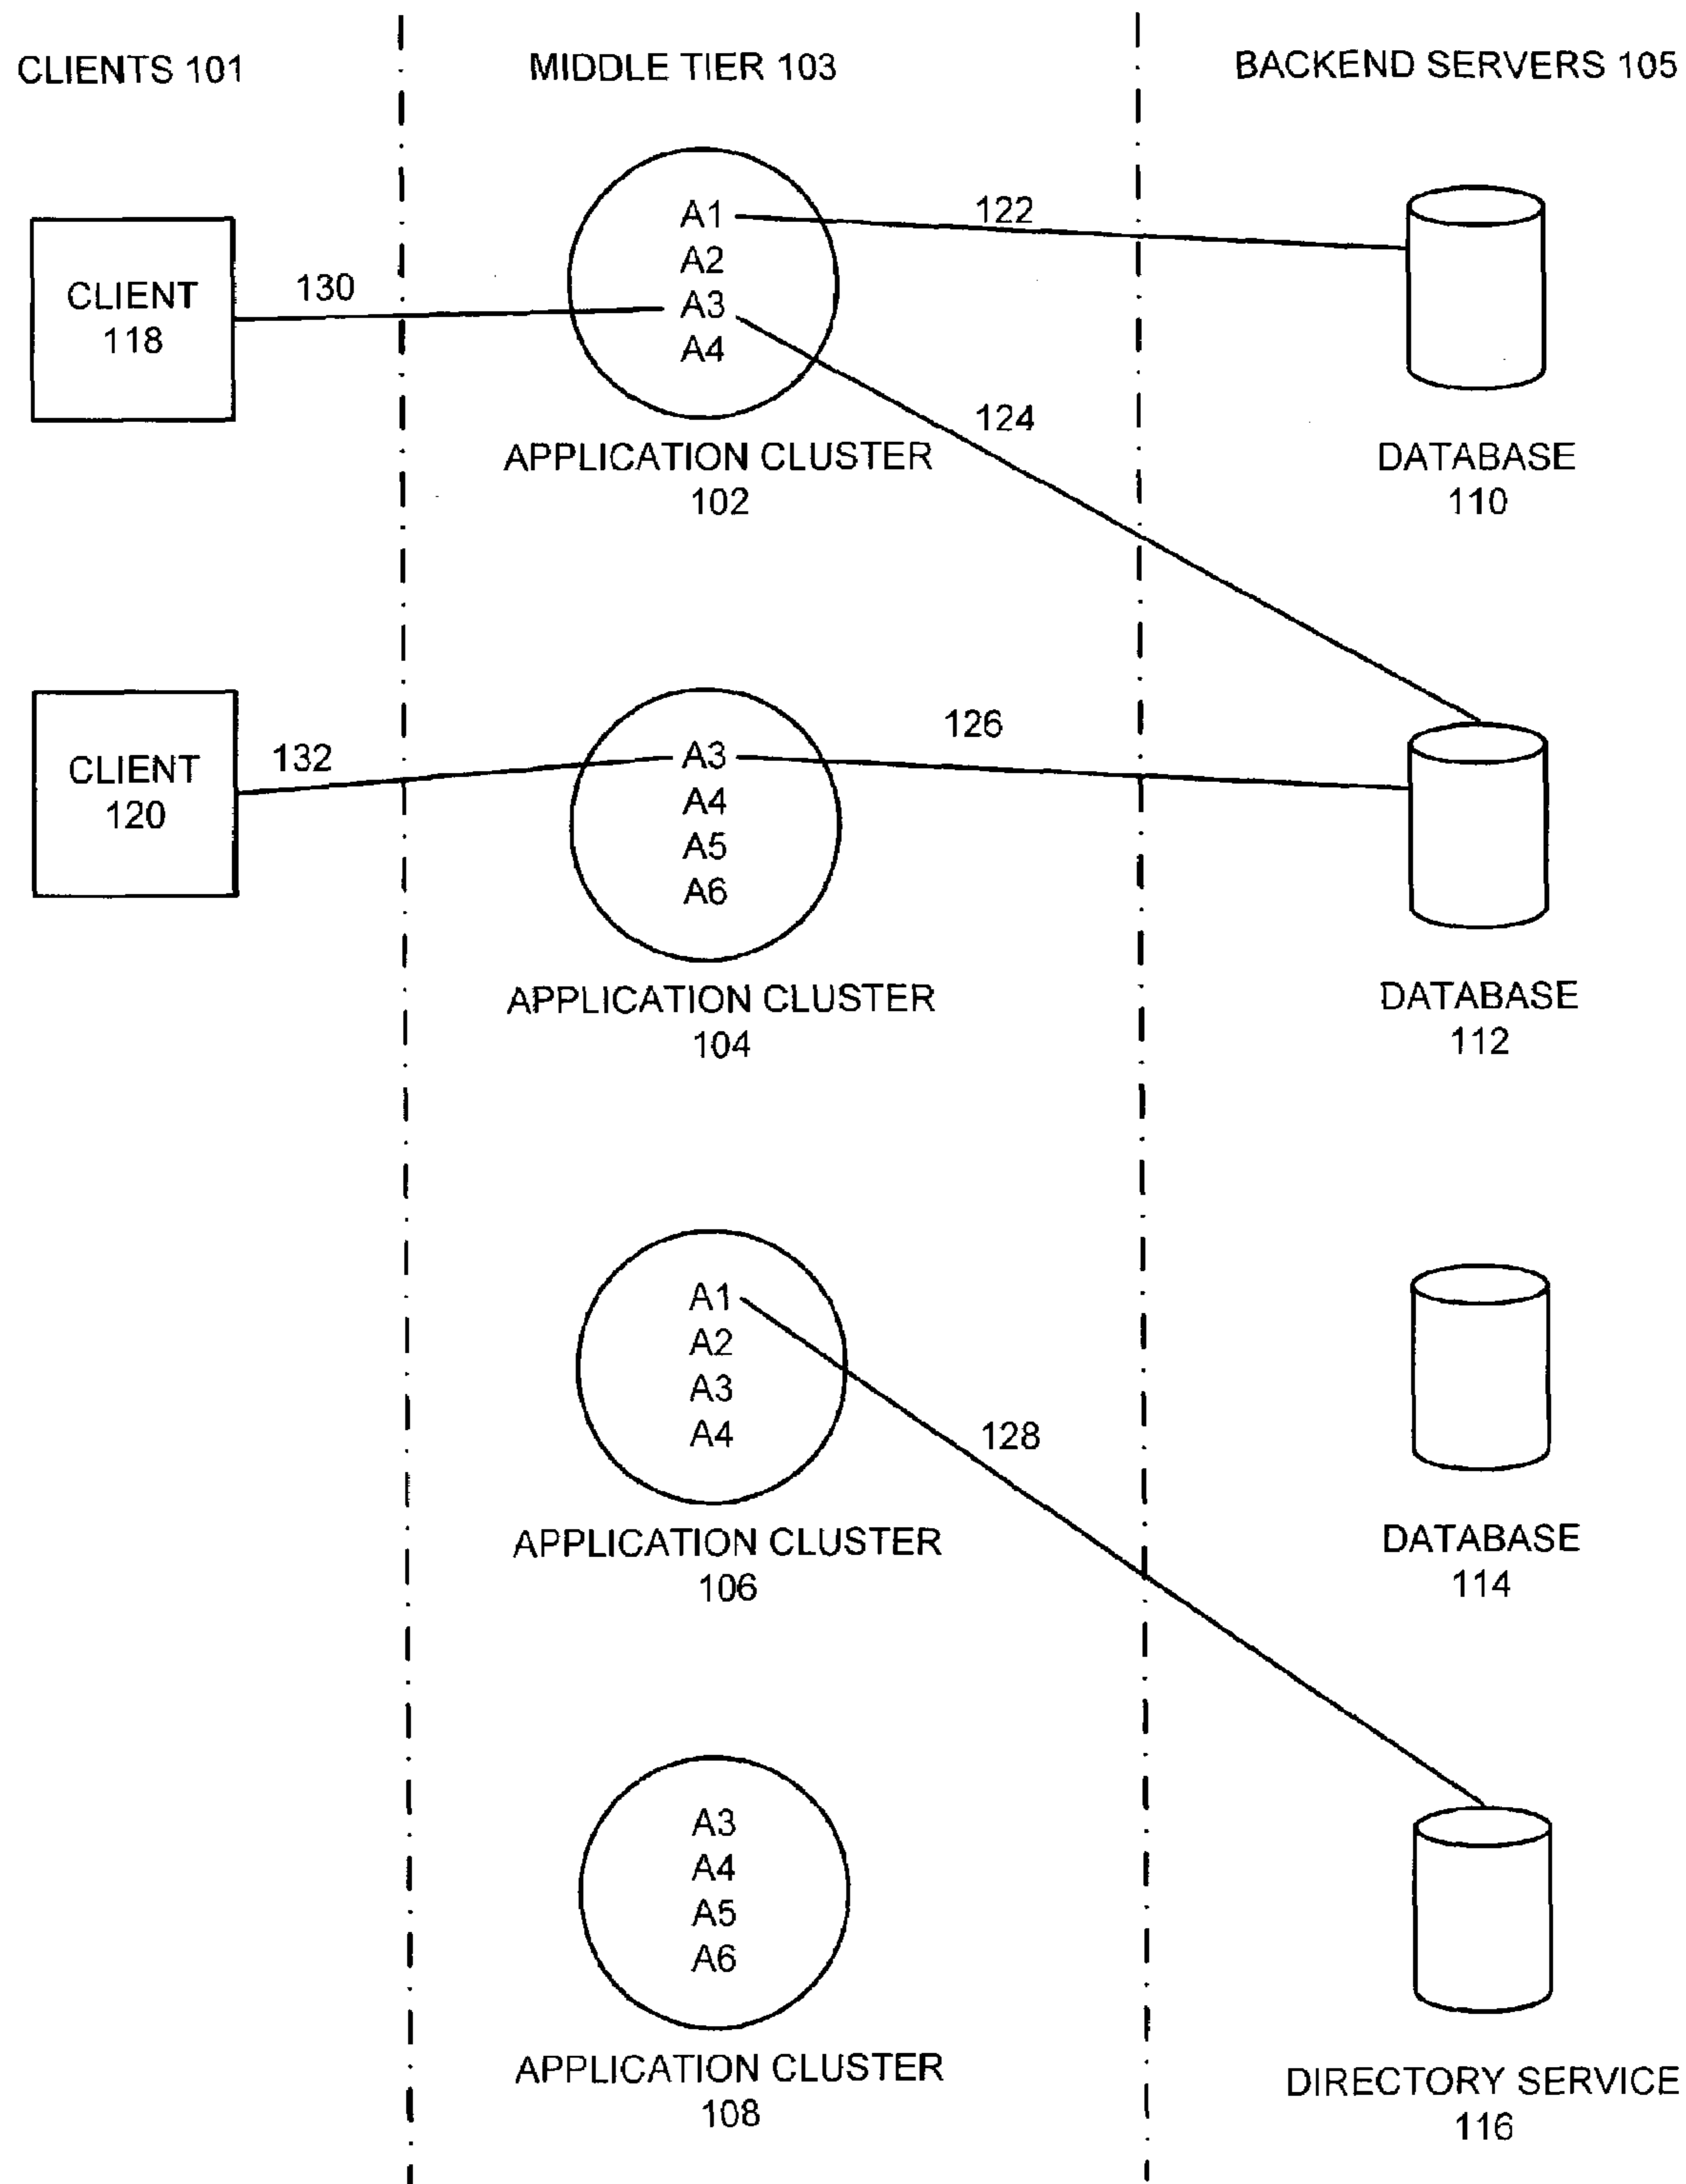 CLIENTS 101
MIDDLE TIER 103
BACKEND SERVERS 105
CLIENT
118
130
A1
A2
A3
A4
122
124
APPLICATION CLUSTER
102
DATABASE
110
CLIENT
120
132
A3
A4
A5
A6
126
APPLICATION CLUSTER
104
DATABASE
112
A1
A2
A3
A4
128
APPLICATION CLUSTER
106
DATABASE
114
A3
A4
A5
A6
APPLICATION CLUSTER
108
DIRECTORY SERVICE
116